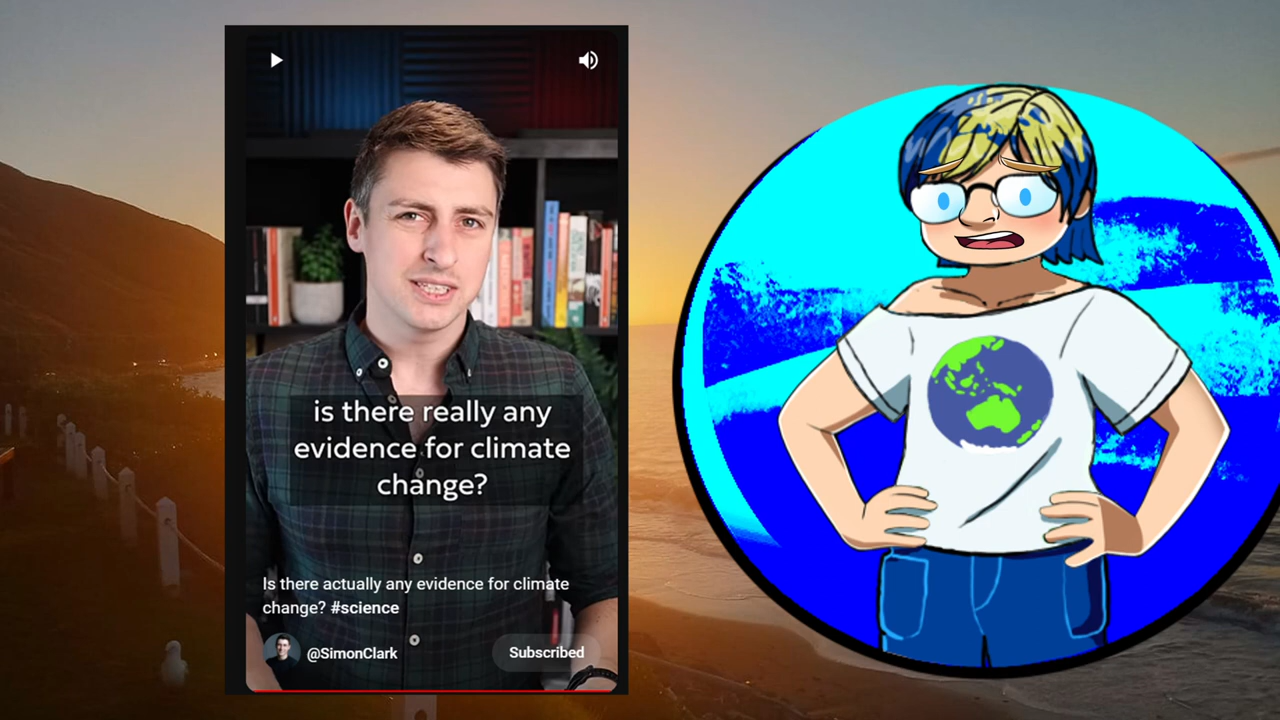 is there really any
evidence for climate
change?
Is there actually any evidence for climate
change? #science
@SimonClark
Subscribed